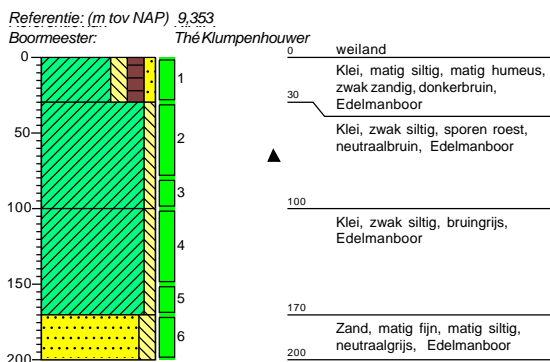 Referentie: (m tov NAP) 9,353
Boormeester: Thé Klumpenhouwer
0
50
100
150
200
1
2
3
4
5
6
0 weiland
Klei, matig siltig, matig humeus,
zwak zandig, donkerbruin,
Edelmanboor
30
Klei, zwak siltig, sporen roest,
neutraalbruin, Edelmanboor
100
Klei, zwak siltig, bruingrijs,
Edelmanboor
170
Zand, matig fijn, matig siltig,
neutraalgrijs, Edelmanboor
200